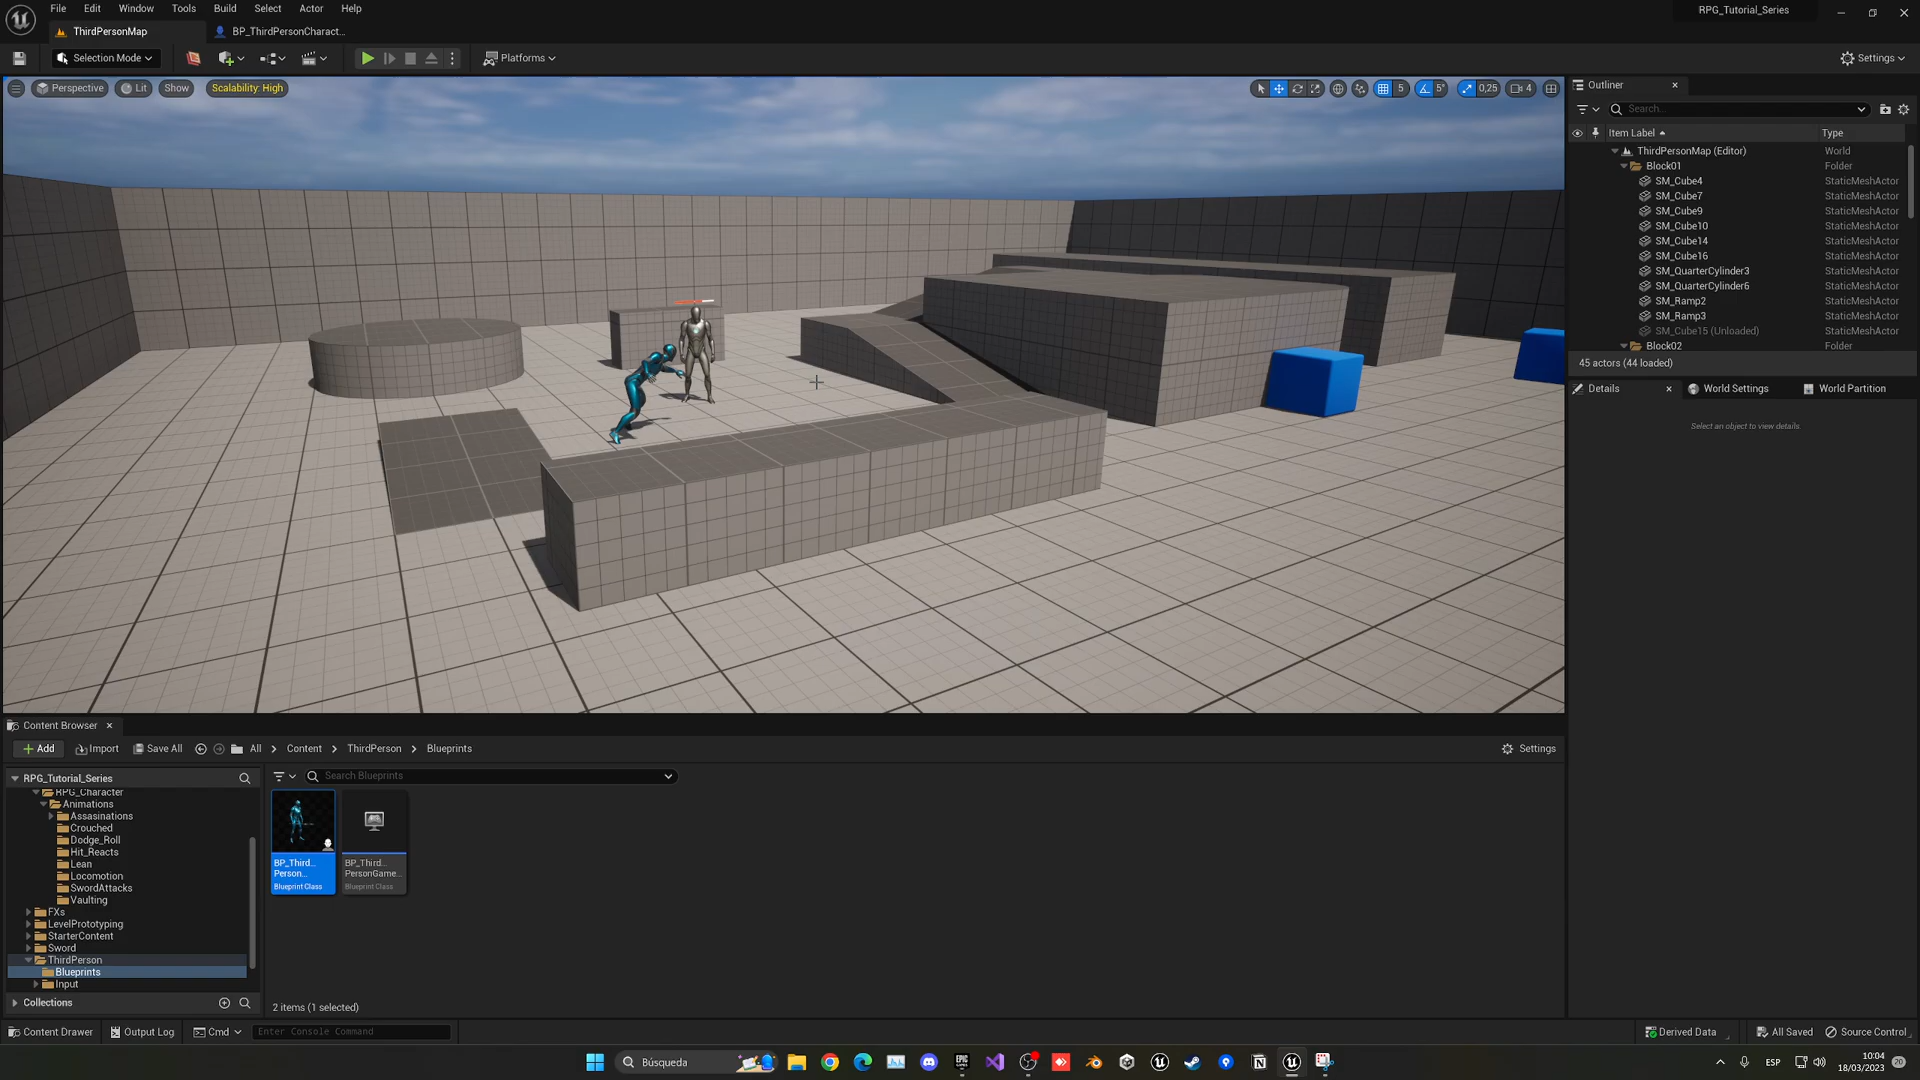 File Edit Window Tools Build Select Actor Help
RPG_Tutorial_Series
ThirdPersonMap
BP_ThirdPersonCharact...
Selection Mode
Platforms
Settings
Perspective
Lit
Show
Scalability: High
5
5°
0,25
4
Outliner
Search...
Item Label
Type
ThirdPersonMap (Editor) World
Block01 Folder
SM_Cube4 StaticMeshActor
SM_Cube7 StaticMeshActor
SM_Cube9 StaticMeshActor
SM_Cube10 StaticMeshActor
SM_Cube14 StaticMeshActor
SM_Cube16 StaticMeshActor
SM_QuarterCylinder3 StaticMeshActor
SM_QuarterCylinder6 StaticMeshActor
SM_Ramp2 StaticMeshActor
SM_Ramp3 StaticMeshActor
SM_Cube15 (Unloaded) StaticMeshActor
Block02 Folder
45 actors (44 loaded)
Details
World Settings
World Partition
Select an object to view details.
Content Browser
Add
Import
Save All
All
Content
ThirdPerson
Blueprints
Settings
RPG_Tutorial_Series
Search Blueprints
RPG_Character
Animations
Assasinations
Crouched
Dodge_Roll
Hit_Reacts
Lean
Locomotion
SwordAttacks
Vaulting
FXs
LevelPrototyping
StarterContent
Sword
ThirdPerson
Blueprints
Input
Collections
BP_Third...
Person...
Blueprint Class
BP_Third...
PersonGame...
Blueprint Class
2 items (1 selected)
Content Drawer
Output Log
Cmd
Enter Console Command
Derived Data
All Saved
Source Control
Búsqueda
EPIC
ESP
10:04
18/03/2023
20